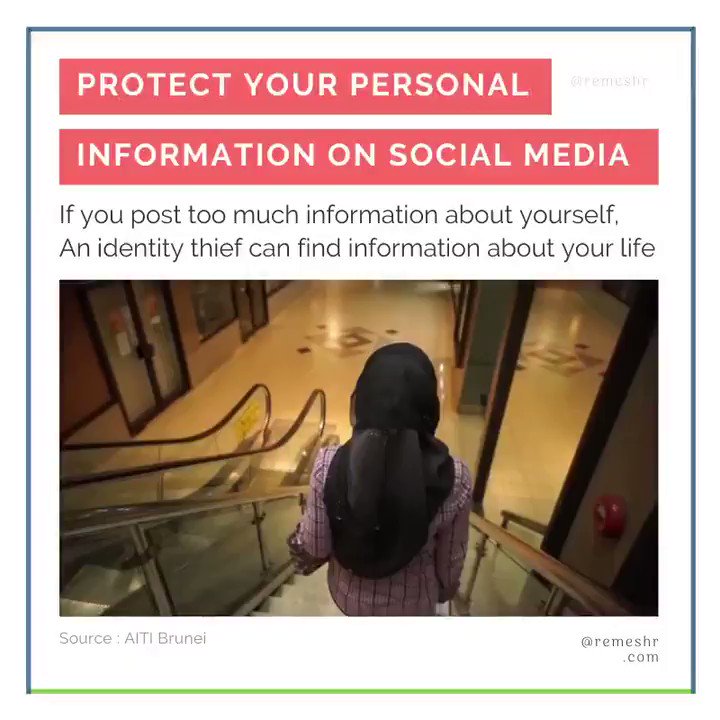 PROTECT YOUR PERSONAL
@remeshr
INFORMATION ON SOCIAL MEDIA
If you post too much information about yourself,
An identity thief can find information about your life
Source : AITI Brunei
@remeshr
.com